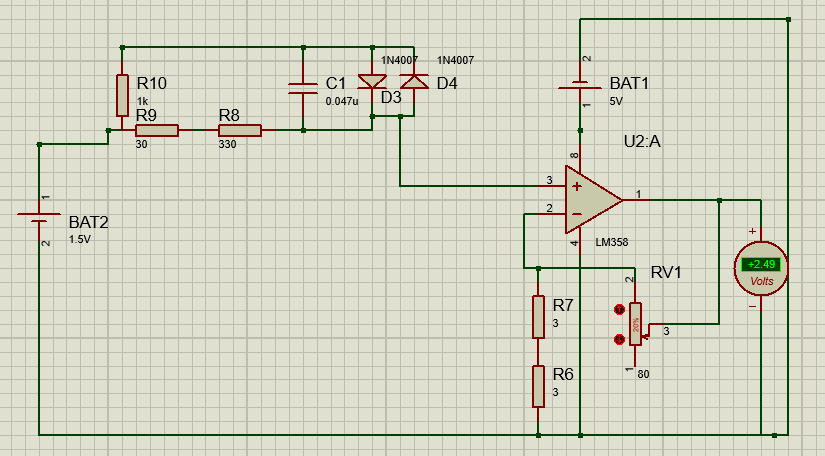 1N4007
1N4007
2
R10
1k
C1
0.047u
D3
D4
BAT1
5V
1
R9
30
R8
330
U2:A
8
3
1
2
4
LM358
1
BAT2
1.5V
2
+
+2.49
Volts
−
RV1
2
R7
3
20%
3
1
80
R6
3